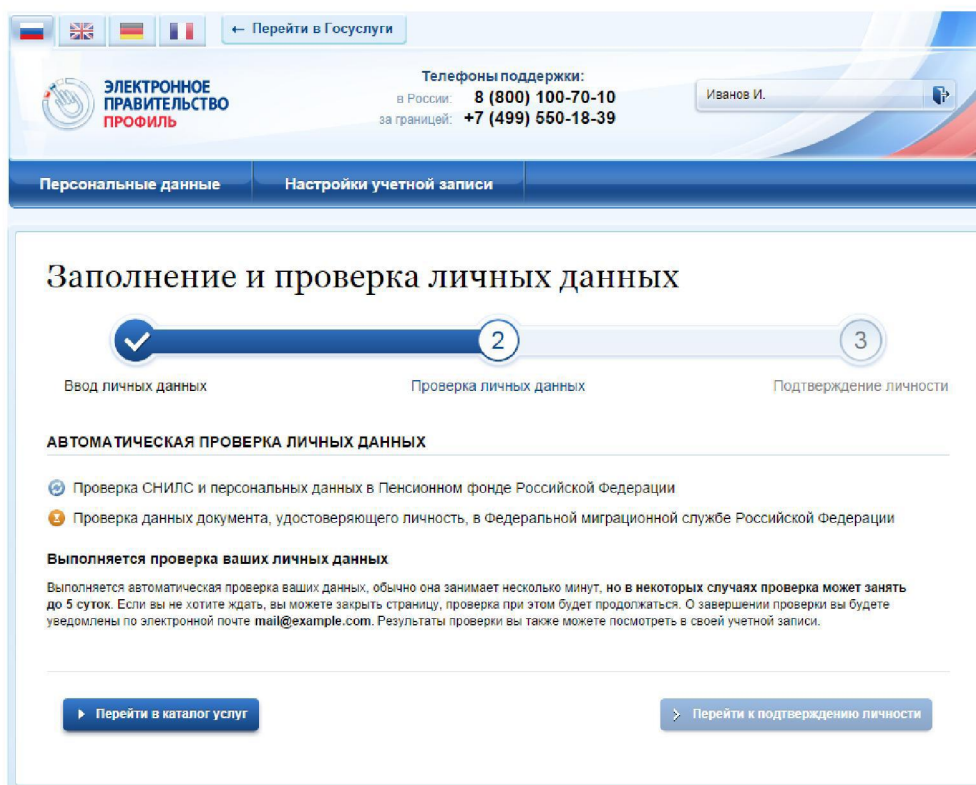 ← Перейти в Госуслуги
ЭЛЕКТРОННОЕ
ПРАВИТЕЛЬСТВО
ПРОФИЛЬ
Телефоны поддержки:
в России: 8 (800) 100-70-10
за границей: +7 (499) 550-18-39
Иванов И.
Персональные данные Настройки учетной записи
Заполнение и проверка личных данных
2 3
Ввод личных данных Проверка личных данных Подтверждение личности
АВТОМАТИЧЕСКАЯ ПРОВЕРКА ЛИЧНЫХ ДАННЫХ
Проверка СНИЛС и персональных данных в Пенсионном фонде Российской Федерации
Проверка данных документа, удостоверяющего личность, в Федеральной миграционной службе Российской Федерации
Выполняется проверка ваших личных данных
Выполняется автоматическая проверка ваших данных, обычно она занимает несколько минут, но в некоторых случаях проверка может занять
до 5 суток. Если вы не хотите ждать, вы можете закрыть страницу, проверка при этом будет продолжаться. О завершении проверки вы будете
уведомлены по электронной почте mail@example.com. Результаты проверки вы также можете посмотреть в своей учетной записи.
Перейти в каталог услуг
Перейти к подтверждению личности